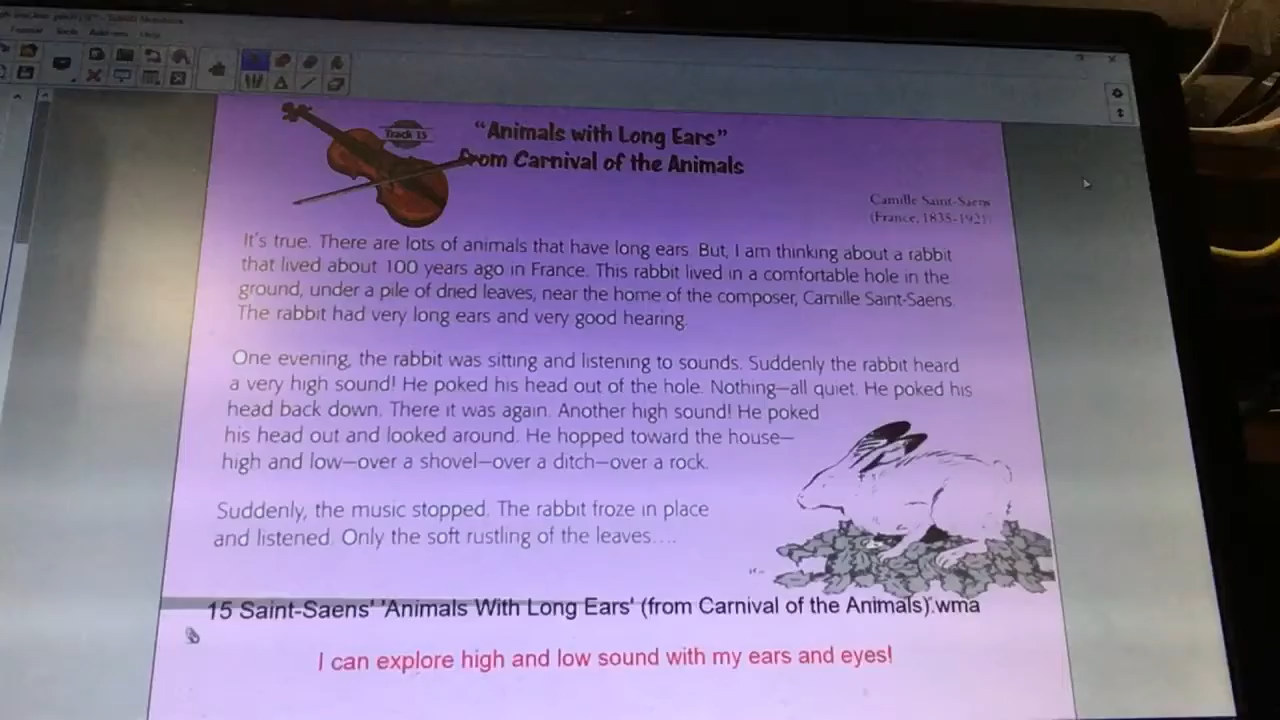 Format Tools Add-ons Help
Track 15
"Animals with Long Ears"
from Carnival of the Animals
Camille Saint-Saens
(France, 1835-1921)
It's true. There are lots of animals that have long ears. But, I am thinking about a rabbit
that lived about 100 years ago in France. This rabbit lived in a comfortable hole in the
ground, under a pile of dried leaves, near the home of the composer, Camille Saint-Saens.
The rabbit had very long ears and very good hearing.
One evening, the rabbit was sitting and listening to sounds. Suddenly the rabbit heard
a very high sound! He poked his head out of the hole. Nothing—all quiet. He poked his
head back down. There it was again. Another high sound! He poked
his head out and looked around. He hopped toward the house—
high and low—over a shovel—over a ditch—over a rock.
Suddenly, the music stopped. The rabbit froze in place
and listened. Only the soft rustling of the leaves....
15 Saint-Saens' 'Animals With Long Ears' (from Carnival of the Animals).wma
I can explore high and low sound with my ears and eyes!